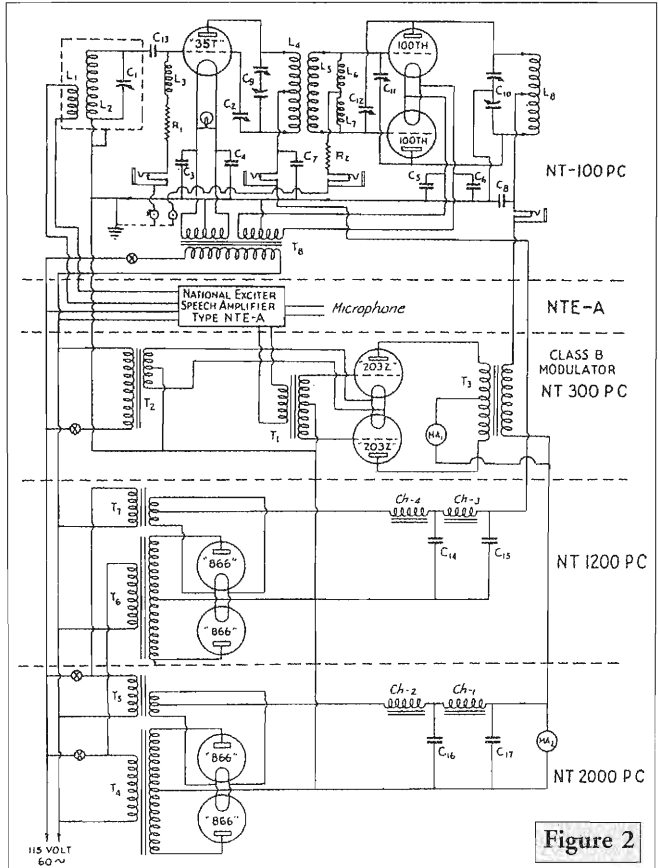 C13
"35T"
L4
L5
L6
100TH
L1
L2
C1
L3
C9
C2
C12
C11
C10
L8
R1
L7
100TH
C3
C4
C7
R2
C5
C6
C8
NT-100PC
T8
NATIONAL EXCITER
SPEECH AMPLIFIER
TYPE NTE-A
Microphone
NTE-A
CLASS B
MODULATOR
NT 300 PC
T2
"203Z"
T1
"203Z"
T3
MA1
T7
Ch-4
Ch-3
C14
C15
NT 1200 PC
"866"
T6
"866"
T5
Ch-2
Ch-1
C16
C17
MA2
NT 2000 PC
"866"
T4
"866"
115 VOLT
60~
Figure 2